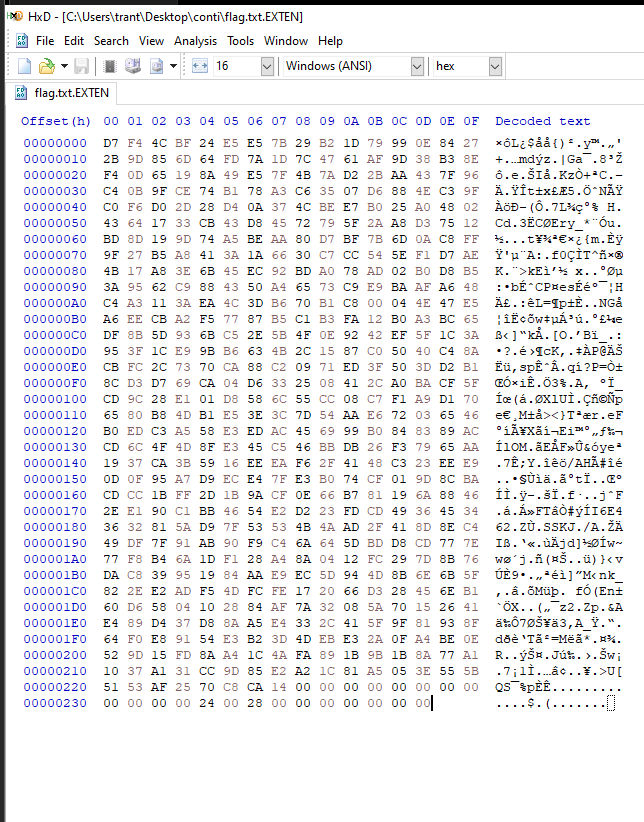 HxD - [C:\Users\trant\Desktop\conti\flag.txt.EXTEN]
File Edit Search View Analysis Tools Window Help
16 Windows (ANSI) hex
flag.txt.EXTEN
Offset(h) 00 01 02 03 04 05 06 07 08 09 0A 0B 0C 0D 0E 0F Decoded text
00000000 D7 F4 4C BF 24 E5 E5 7B 29 B2 1D 79 99 0E 84 27 ×ôL¿$åå{)².y™.„'
00000010 2B 9D 85 6D 64 FD 7A 1D 7C 47 61 AF 9D 38 B3 8E +.…mdýz.|Ga¯.8³Ž
00000020 F4 0D 65 19 8A 49 E5 7F 4B 7A D2 2B AA 43 7F 96 ô.e.ŠIå.KzÒ+ªC.–
00000030 C4 0B 9F CE 74 B1 78 A3 C6 35 07 D6 88 4E C3 9F Ä.ŸÎt±x£Æ5.ÖˆNÃŸ
00000040 C0 F6 D0 2D 28 D4 0A 37 4C BE E7 B0 25 A0 48 02 ÀöÐ-(Ô.7L¾ç°% H.
00000050 43 64 17 33 CB 43 D8 45 72 79 5F 2A A8 D3 75 12 Cd.3ËCØEry_*¨Óu.
00000060 BD 8D 19 9D 74 A5 BE AA 80 D7 BF 7B 6D 0A C8 FF ½...t¥¾ª€×¿{m.Èÿ
00000070 9F 27 B5 A8 41 3A 1A 66 30 C7 CC 54 5E F1 D7 AE Ÿ'µ¨A:.f0ÇÌT^ñ×®
00000080 4B 17 A8 3E 6B 45 EC 92 BD A0 78 AD 02 B0 D8 B5 K.¨>kEì’½ x­.°Øµ
00000090 3A 95 62 C9 88 43 50 A4 65 73 C9 E9 BA AF A6 48 :•bÉˆCP¤esÉéº¯¦H
000000A0 C4 A3 11 3A EA 4C 3D B6 70 B1 C8 00 04 4E 47 E5 Ä£.:êL=¶p±È..NGå
000000B0 A6 EE CB A2 F5 77 87 B5 C1 B3 FA 12 B0 A3 BC 65 ¦îË¢õw‡µÁ³ú.°£¼e
000000C0 DF 8B 5D 93 6B C5 2E 5B 4F 0E 92 42 EF 5F 1C 3A ß‹]“kÅ.[O.’Bï_.:
000000D0 95 3F 1C E9 9B B6 63 4B 2C 15 87 C0 50 40 C4 8A •?.é›¶cK,.‡ÀP@ÄŠ
000000E0 CB FC 2C 73 70 CA 88 C2 09 71 ED 3F 50 3D D2 B1 Ëü,spÊˆÂ.qí?P=Ò±
000000F0 8C D3 D7 69 CA 04 D6 33 25 08 41 2C A0 BA CF 5F ŒÓ×iÊ.Ö3%.A, ºÏ_
00000100 CD 9C 28 E1 01 D8 58 6C 55 CC 08 C7 F1 A9 D1 70 Íœ(á.ØXlUÌ.Çñ©Ñp
00000110 65 80 B8 4D B1 E5 3E 3C 7D 54 AA E6 72 03 65 46 e€¸M±å><}Tªær.eF
00000120 B0 ED C3 A5 58 E3 ED AC 45 69 99 B0 84 83 89 AC °íÃ¥Xãí¬Ei™°„ƒ‰¬
00000130 CD 6C 4F 4D 8F E3 45 C5 46 BB DB 26 F3 79 65 AA ÍlOM.ãEÅF»Û&óyeª
00000140 19 37 CA 3B 59 16 EE EA F6 2F 41 48 C3 23 EE E9 .7Ê;Y.îêö/AHÃ#îé
00000150 0D 0F 95 A7 D9 EC E4 7F E3 B0 74 CF 01 9D 8C BA ..•§Ùìä.ã°tÏ..Œº
00000160 CD CC 1B FF 2D 1B 9A CF 0E 66 B7 81 19 6A 88 46 ÍÌ.ÿ-.šÏ.f·..jˆF
00000170 2E E1 90 C1 BB 46 54 E2 D2 23 FD CD 49 36 45 34 .á.Á»FTâÒ#ýÍI6E4
00000180 36 32 81 5A D9 7F 53 53 4B 4A AD 2F 41 8D 8E C4 62.ZÙ.SSKJ­/A.ŽÄ
00000190 49 DF 7F 91 AB 90 F9 C4 6A 64 5D BD D8 CD 77 7E Iß.‘«.ùÄjd]½ØÍw~
000001A0 77 F8 B4 6A 1D F1 28 A4 8A 04 12 FC 29 7D 8B 76 wø´j.ñ(¤Š..ü)}‹v
000001B0 DA C8 39 95 19 84 AA E9 EC 5D 94 4D 8B 6E 6B 5F ÚÈ9•.„ªéì]”M‹nk_
000001C0 82 2E E2 AD F5 4D FC FE 17 20 66 D3 28 45 6E B1 ‚.â­õMüþ. fÓ(En±
000001D0 60 D6 58 04 10 28 84 AF 7A 32 08 5A 70 15 26 41 `ÖX..(„¯z2.Zp.&A
000001E0 E4 89 D4 37 D8 8A A5 E4 33 2C 41 5F 9F 81 93 8F ä‰Ô7ØŠ¥ä3,A_Ÿ.“.
000001F0 64 F0 E8 91 54 E3 B2 3D 4D EB E3 2A 0F A4 BE 0E dðè‘Tã²=Mëã*.¤¾.
00000200 52 9D 15 FD 8A A4 1C 4A FA 89 1B 9B 1B 8A 77 A1 R..ýŠ¤.Jú‰.›.Šw¡
00000210 10 37 A1 31 CC 9D 85 E2 A2 1C 81 A5 05 3E 55 5B .7¡1Ì.…â¢..¥.>U[
00000220 51 53 AF 25 70 C8 CA 14 00 00 00 00 00 00 00 00 QS¯%pÈÊ.........
00000230 00 00 00 00 24 00 28 00 00 00 00 00 00 00 ....$.(.......